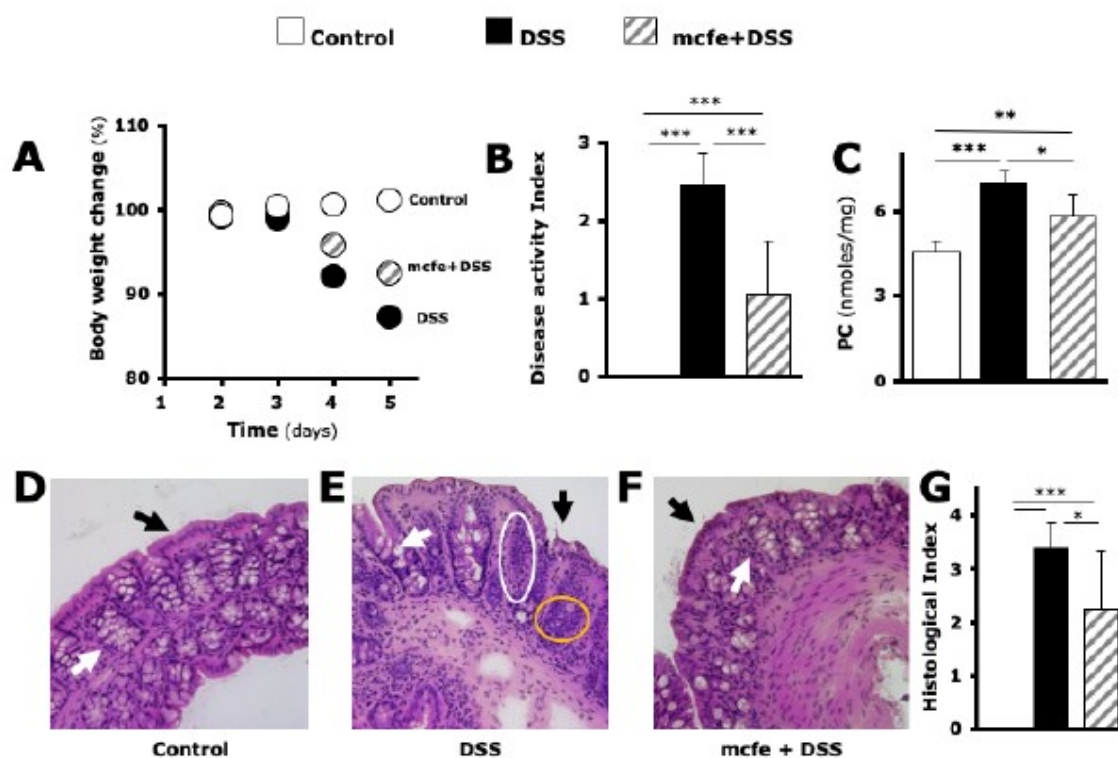 Control DSS mcfe+DSS
A
Body weight change (%)
110
100
90
80
1 2 3 4 5
Time (days)
Control
mcfe+DSS
DSS
B
Disease activity Index
3
2
1
0
***
*** ***
C
PC (nmoles/mg)
6
3
0
**
*** *
D
Control
E
DSS
F
mcfe + DSS
G
Histological Index
4
3
2
1
0
***
*